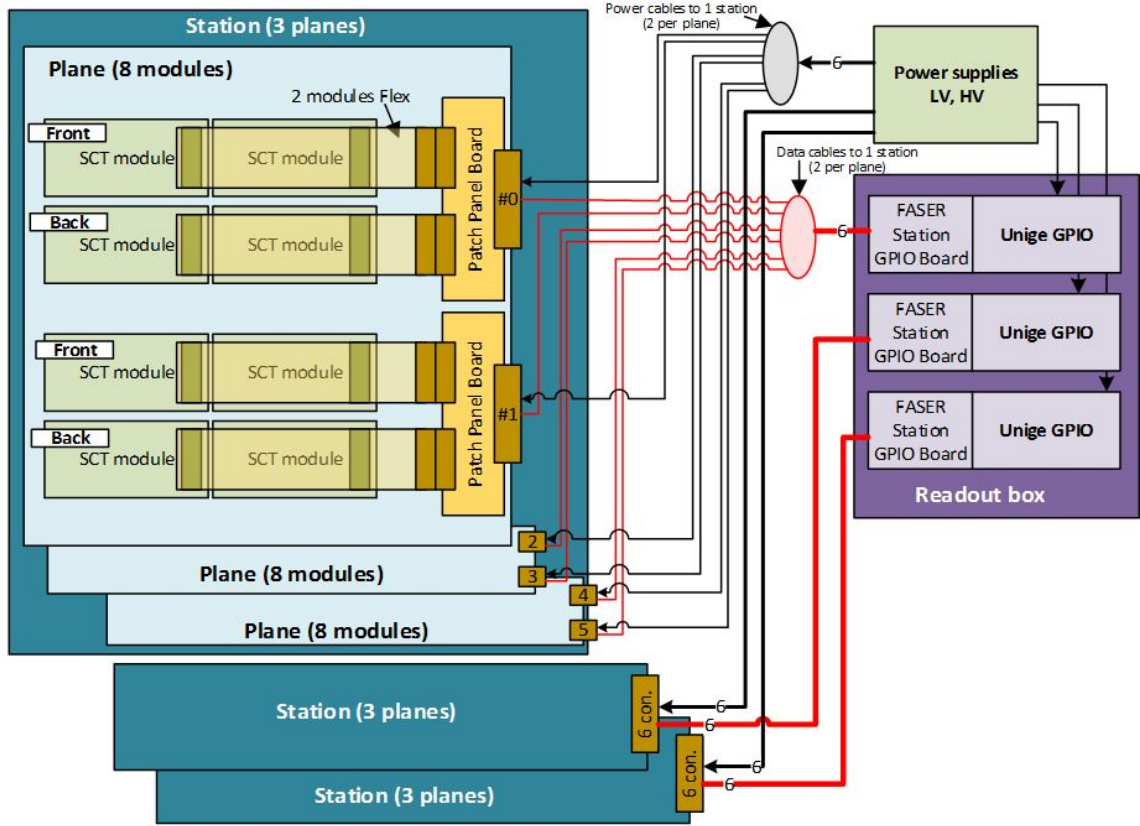 Station (3 planes)
Plane (8 modules)
2 modules Flex
Front
SCT module
SCT module
Back
SCT module
SCT module
Patch Panel Board
#0
Front
SCT module
SCT module
Back
SCT module
SCT module
Patch Panel Board
#1
2
Plane (8 modules)
3
4
Plane (8 modules)
5
Power cables to 1 station
(2 per plane)
6
Power supplies
LV, HV
Data cables to 1 station
(2 per plane)
6
FASER
Station
GPIO Board
Unige GPIO
FASER
Station
GPIO Board
Unige GPIO
FASER
Station
GPIO Board
Unige GPIO
Readout box
Station (3 planes)
6 con.
6
6
Station (3 planes)
6 con.
6
6